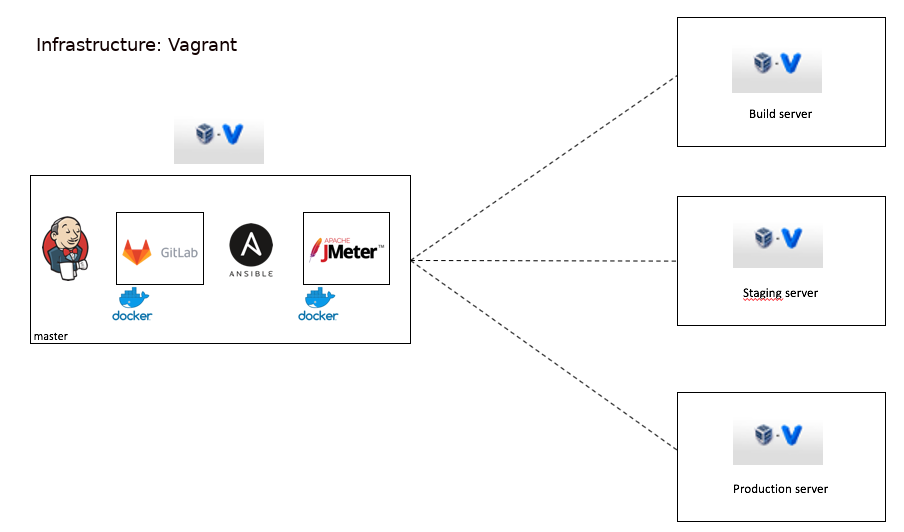 Infrastructure: Vagrant
Build server
GitLab
ANSIBLE
APACHE
JMeter™
docker
docker
master
Staging server
Production server